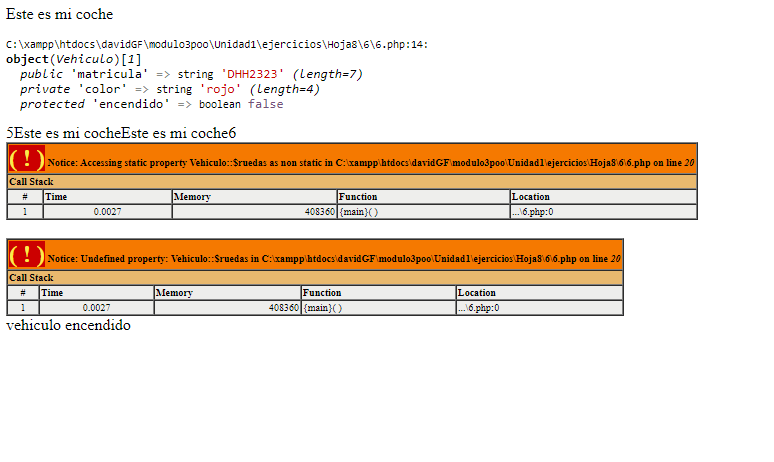 Este es mi coche
C:\xampp\htdocs\davidGF\modulo3poo\Unidad1\ejercicios\Hoja8\6\6.php:14:
object(Vehiculo)[1]
public 'matricula' => string 'DHH2323' (length=7)
private 'color' => string 'rojo' (length=4)
protected 'encendido' => boolean false
5Este es mi cocheEste es mi coche6
(!) Notice: Accessing static property Vehiculo::$ruedas as non static in C:\xampp\htdocs\davidGF\modulo3poo\Unidad1\ejercicios\Hoja8\6\6.php on line 20
Call Stack
# Time Memory Function Location
1 0.0027 408360 {main}( ) ...\6.php:0
(!) Notice: Undefined property: Vehiculo::$ruedas in C:\xampp\htdocs\davidGF\modulo3poo\Unidad1\ejercicios\Hoja8\6\6.php on line 20
Call Stack
# Time Memory Function Location
1 0.0027 408360 {main}( ) ...\6.php:0
vehiculo encendido